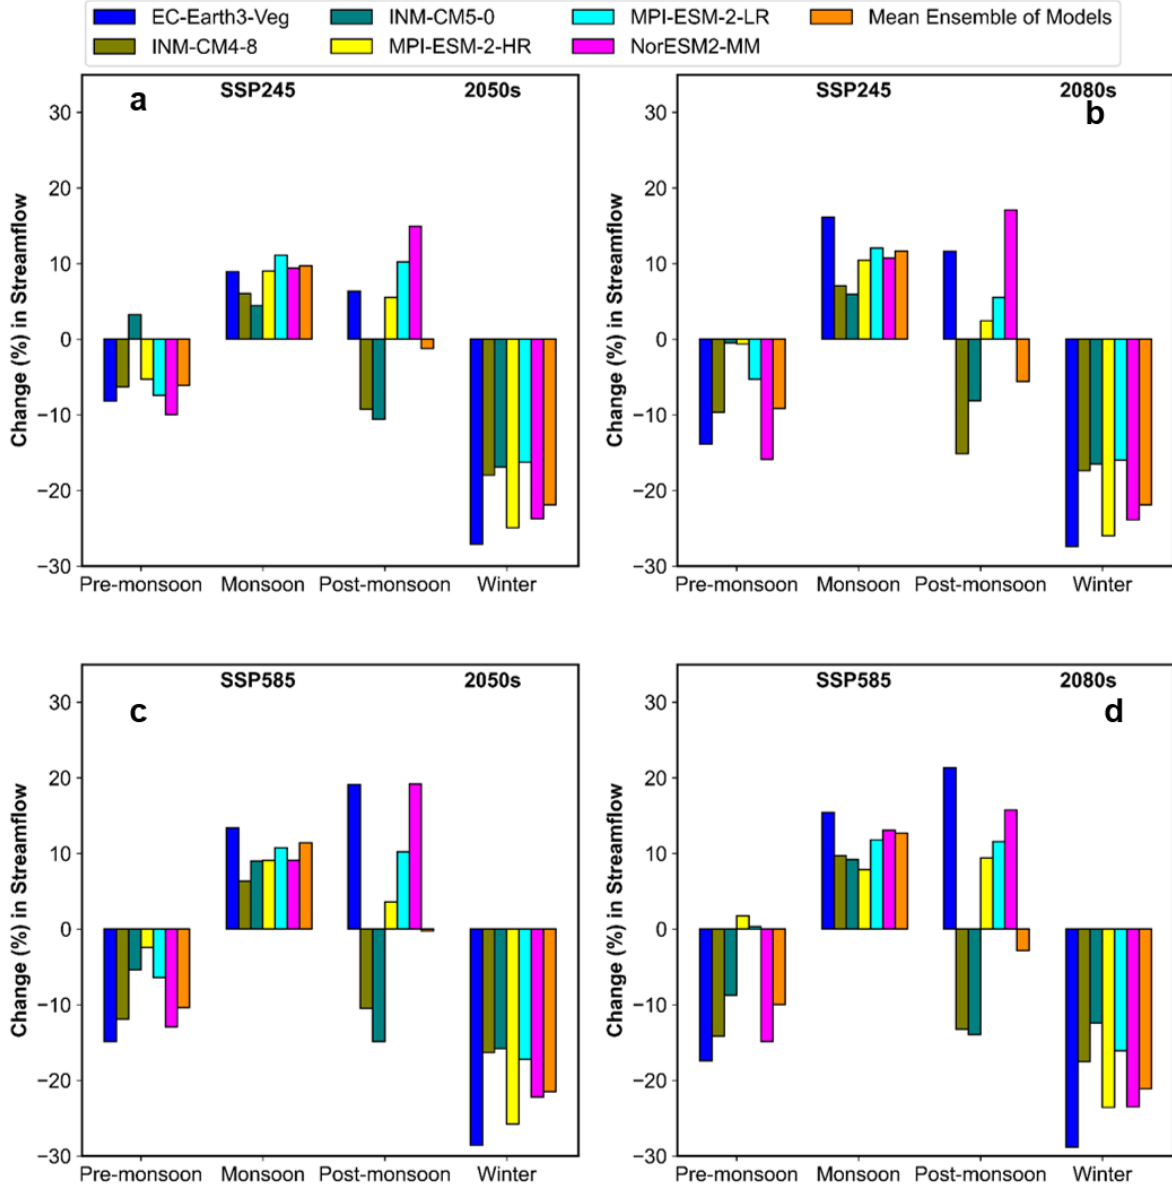 EC-Earth3-Veg INM-CM5-0 MPI-ESM-2-LR Mean Ensemble of Models
INM-CM4-8 MPI-ESM-2-HR NorESM2-MM
a SSP245 2050s
30
20
10
0
−10
−20
−30
Change (%) in Streamflow
Pre-monsoon Monsoon Post-monsoon Winter
SSP245 2080s
b
30
20
10
0
−10
−20
−30
Change (%) in Streamflow
Pre-monsoon Monsoon Post-monsoon Winter
SSP585 2050s
c
30
20
10
0
−10
−20
−30
Change (%) in Streamflow
Pre-monsoon Monsoon Post-monsoon Winter
SSP585 2080s
d
30
20
10
0
−10
−20
−30
Change (%) in Streamflow
Pre-monsoon Monsoon Post-monsoon Winter